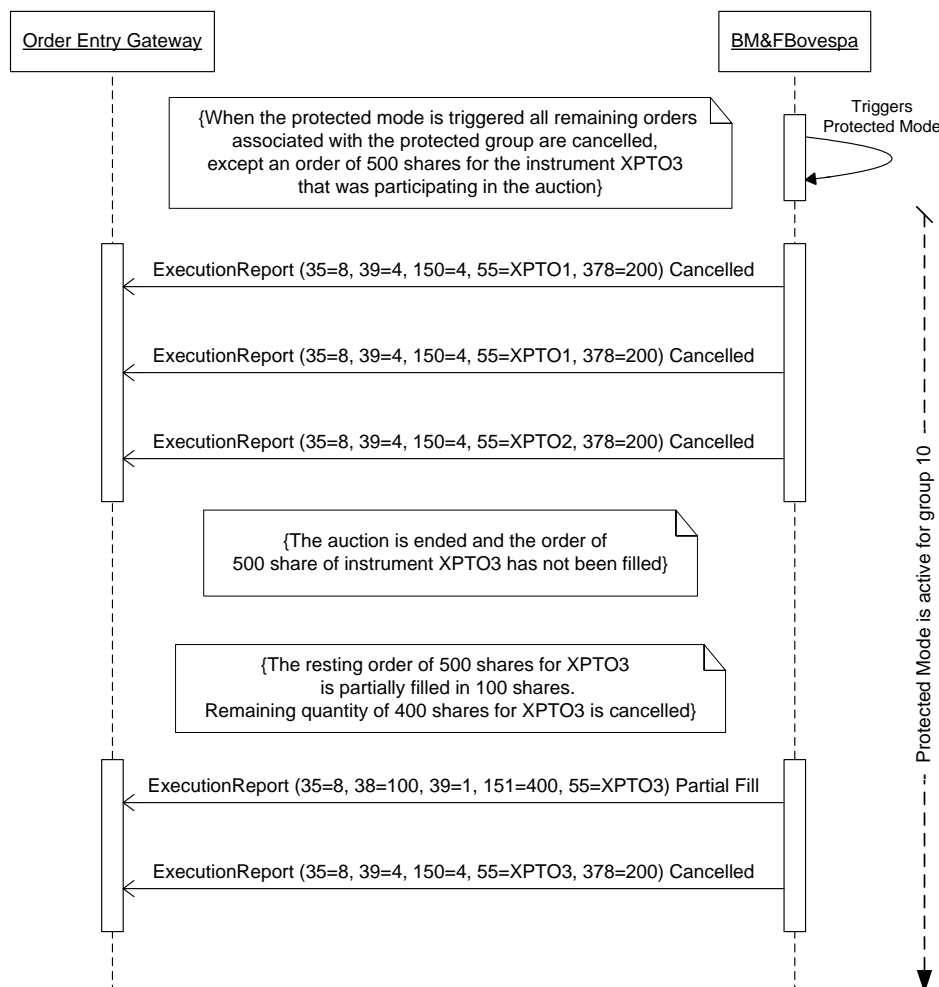 Order Entry Gateway
BM&FBovespa
{When the protected mode is triggered all remaining orders
associated with the protected group are cancelled,
except an order of 500 shares for the instrument XPTO3
that was participating in the auction}
Triggers
Protected Mode
ExecutionReport (35=8, 39=4, 150=4, 55=XPTO1, 378=200) Cancelled
ExecutionReport (35=8, 39=4, 150=4, 55=XPTO1, 378=200) Cancelled
ExecutionReport (35=8, 39=4, 150=4, 55=XPTO2, 378=200) Cancelled
{The auction is ended and the order of
500 share of instrument XPTO3 has not been filled}
{The resting order of 500 shares for XPTO3
is partially filled in 100 shares.
Remaining quantity of 400 shares for XPTO3 is cancelled}
ExecutionReport (35=8, 38=100, 39=1, 151=400, 55=XPTO3) Partial Fill
ExecutionReport (35=8, 39=4, 150=4, 55=XPTO3, 378=200) Cancelled
Protected Mode is active for group 10